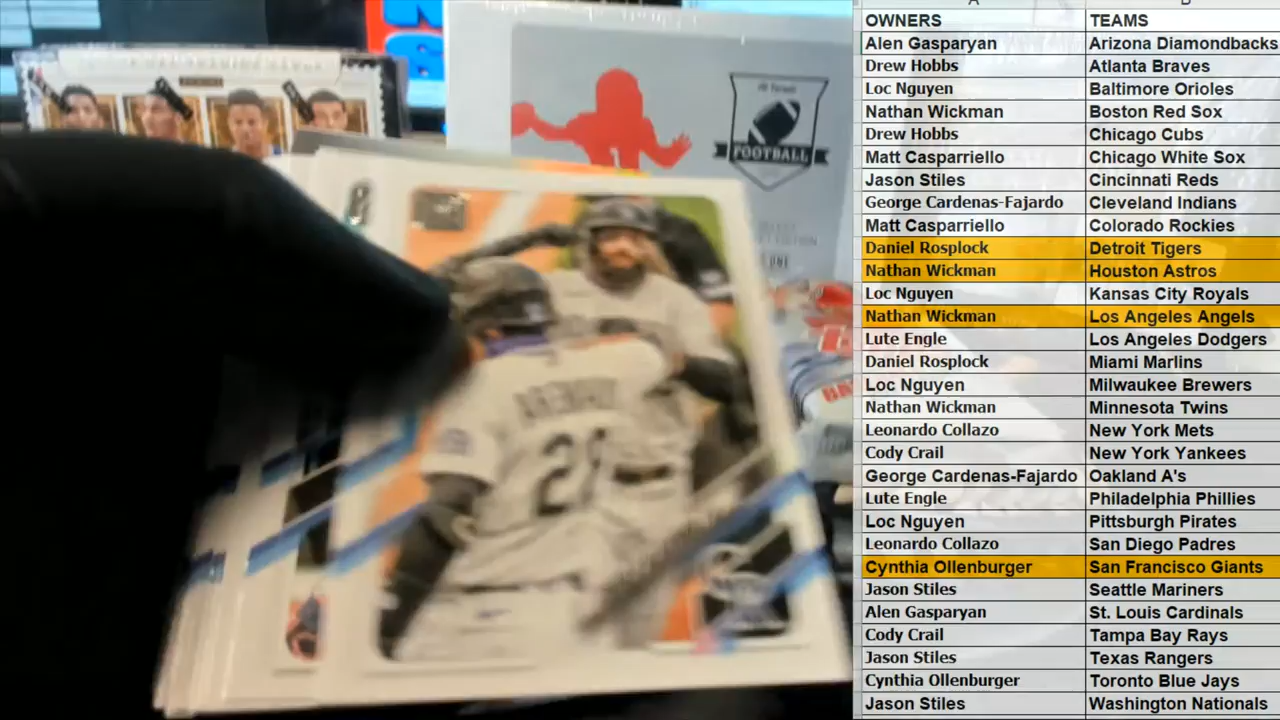 OWNERS TEAMS
Alen Gasparyan Arizona Diamondbacks
Drew Hobbs Atlanta Braves
Loc Nguyen Baltimore Orioles
Nathan Wickman Boston Red Sox
Drew Hobbs Chicago Cubs
Matt Casparriello Chicago White Sox
Jason Stiles Cincinnati Reds
George Cardenas-Fajardo Cleveland Indians
Matt Casparriello Colorado Rockies
Daniel Rosplock Detroit Tigers
Nathan Wickman Houston Astros
Loc Nguyen Kansas City Royals
Nathan Wickman Los Angeles Angels
Lute Engle Los Angeles Dodgers
Daniel Rosplock Miami Marlins
Loc Nguyen Milwaukee Brewers
Nathan Wickman Minnesota Twins
Leonardo Collazo New York Mets
Cody Crail New York Yankees
George Cardenas-Fajardo Oakland A's
Lute Engle Philadelphia Phillies
Loc Nguyen Pittsburgh Pirates
Leonardo Collazo San Diego Padres
Cynthia Ollenburger San Francisco Giants
Jason Stiles Seattle Mariners
Alen Gasparyan St. Louis Cardinals
Cody Crail Tampa Bay Rays
Jason Stiles Texas Rangers
Cynthia Ollenburger Toronto Blue Jays
Jason Stiles Washington Nationals
FOOTBALL